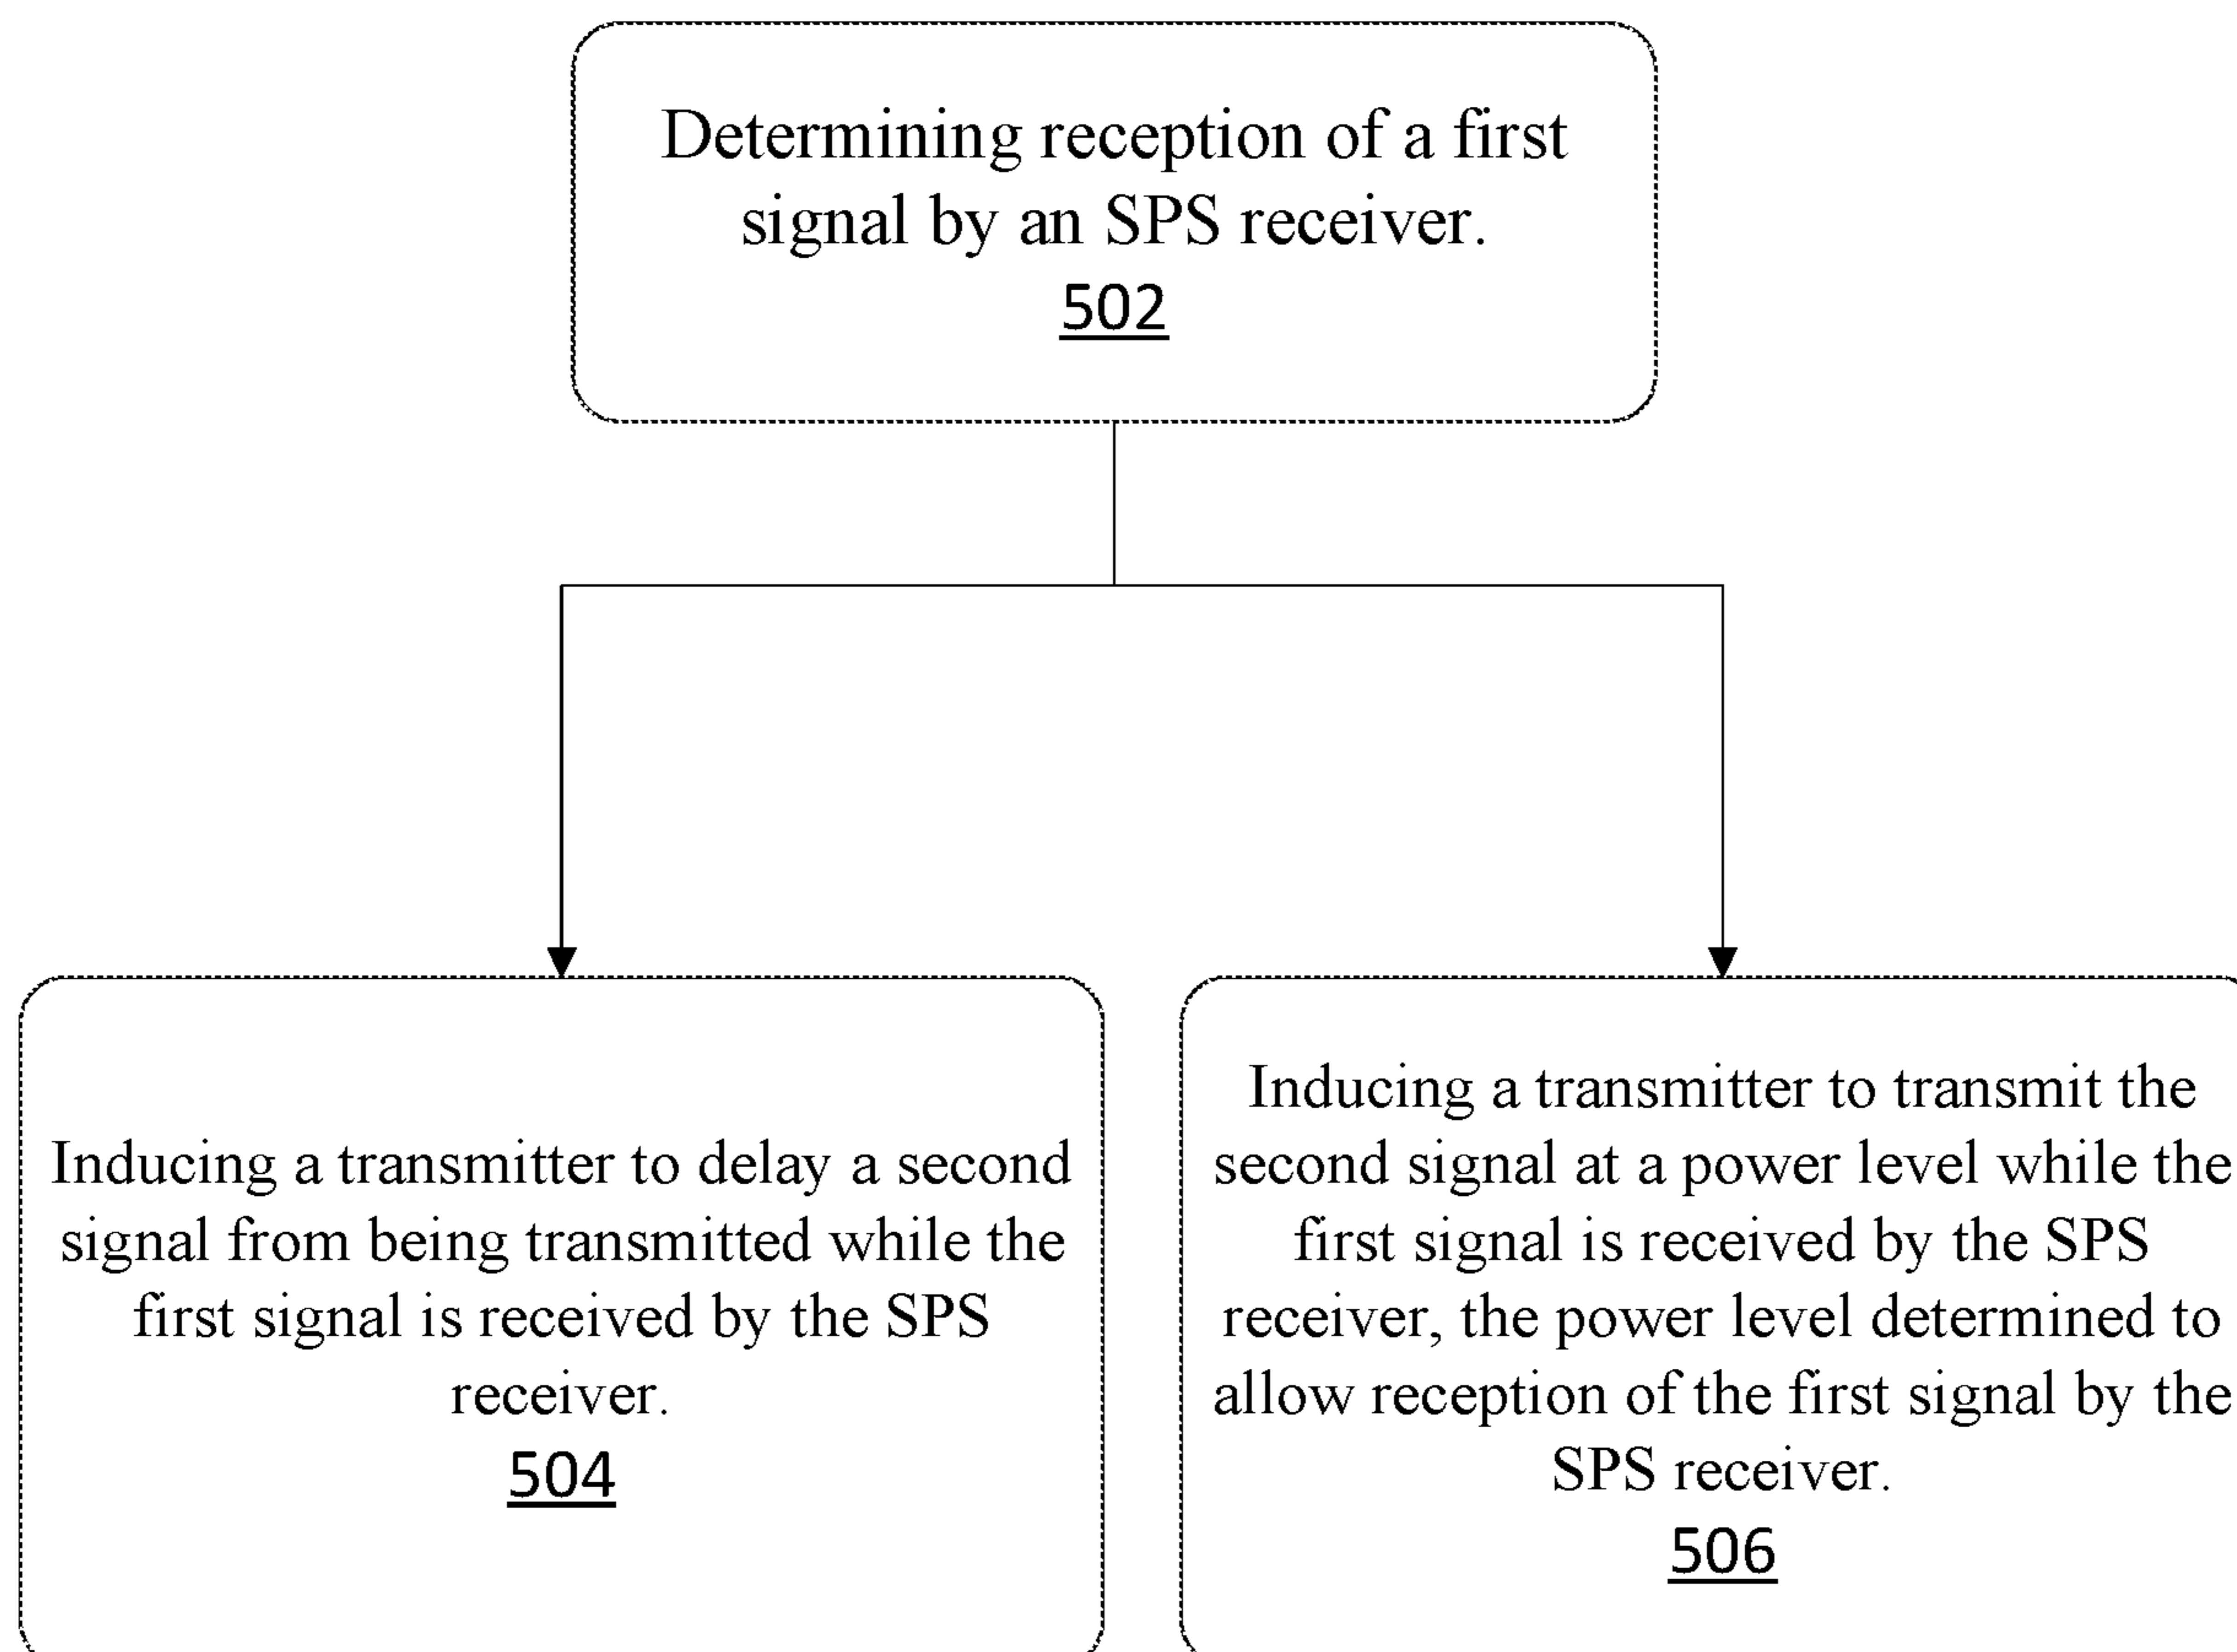 Determining reception of a first
signal by an SPS receiver.
502
Inducing a transmitter to delay a second
signal from being transmitted while the
first signal is received by the SPS
receiver.
504
Inducing a transmitter to transmit the
second signal at a power level while the
first signal is received by the SPS
receiver, the power level determined to
allow reception of the first signal by the
SPS receiver.
506